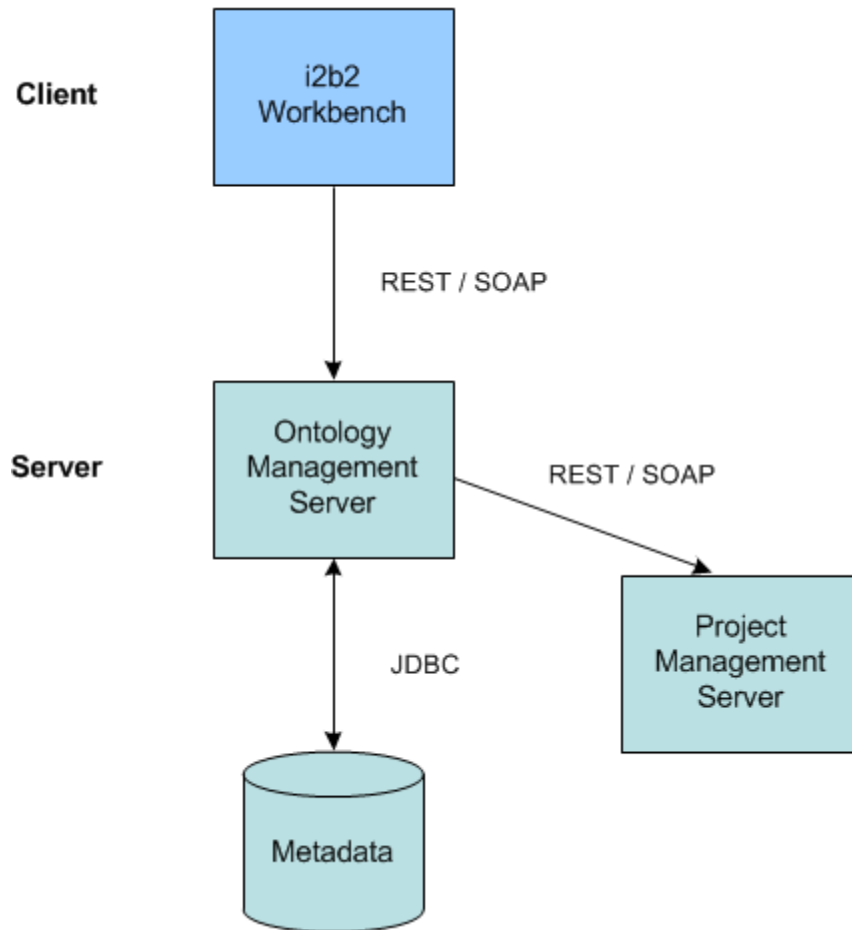 Client
i2b2
Workbench
REST / SOAP
Server
Ontology
Management
Server
REST / SOAP
Project
Management
Server
JDBC
Metadata